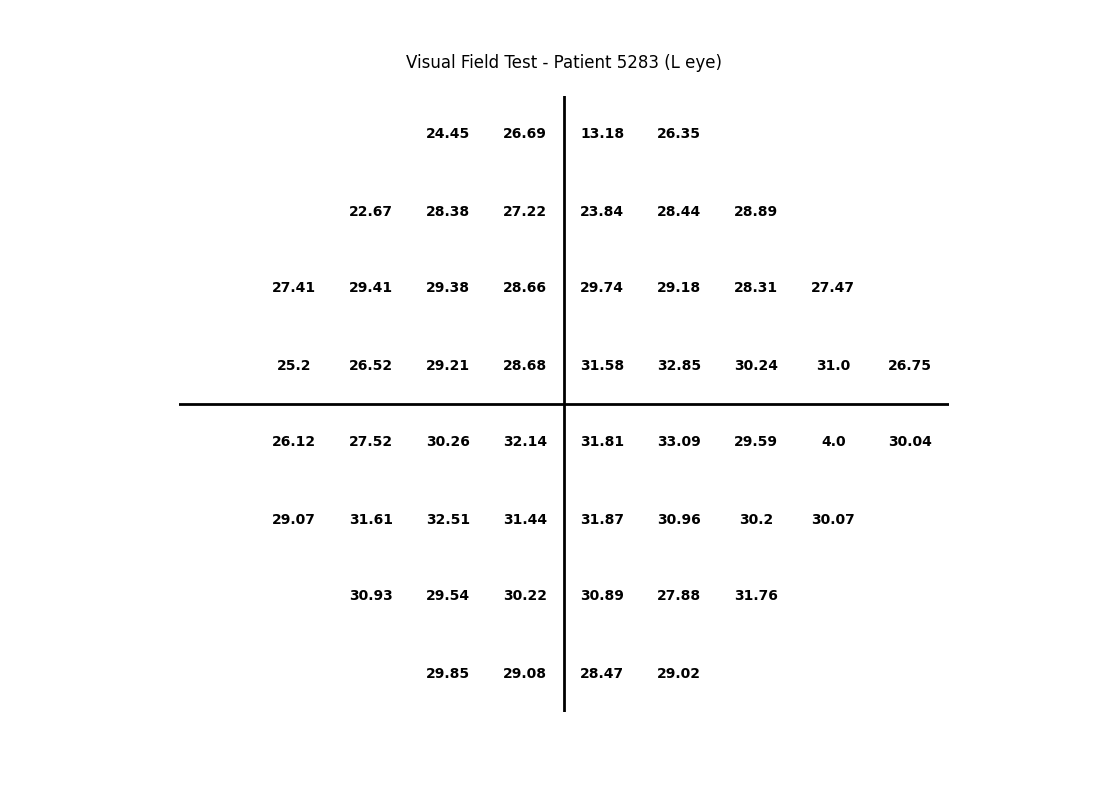 Visual Field Test - Patient 5283 (L eye)
24.45 26.69 13.18 26.35
22.67 28.38 27.22 23.84 28.44 28.89
27.41 29.41 29.38 28.66 29.74 29.18 28.31 27.47
25.2 26.52 29.21 28.68 31.58 32.85 30.24 31.0 26.75
26.12 27.52 30.26 32.14 31.81 33.09 29.59 4.0 30.04
29.07 31.61 32.51 31.44 31.87 30.96 30.2 30.07
30.93 29.54 30.22 30.89 27.88 31.76
29.85 29.08 28.47 29.02